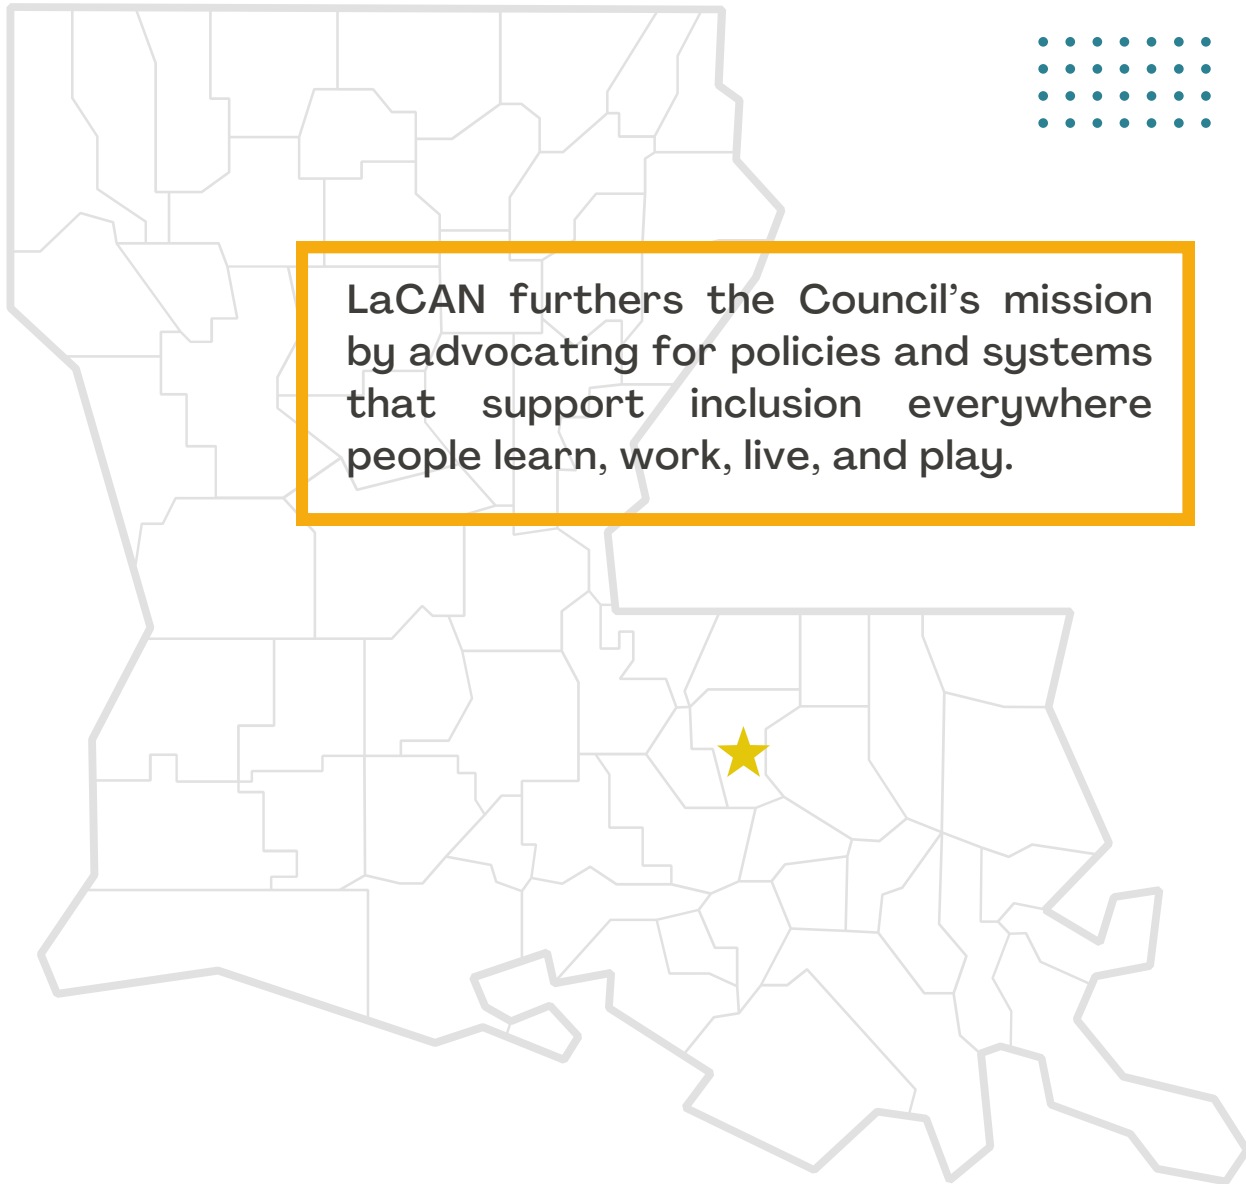 LaCAN furthers the Council’s mission
by advocating for policies and systems
that support inclusion everywhere
people learn, work, live, and play.